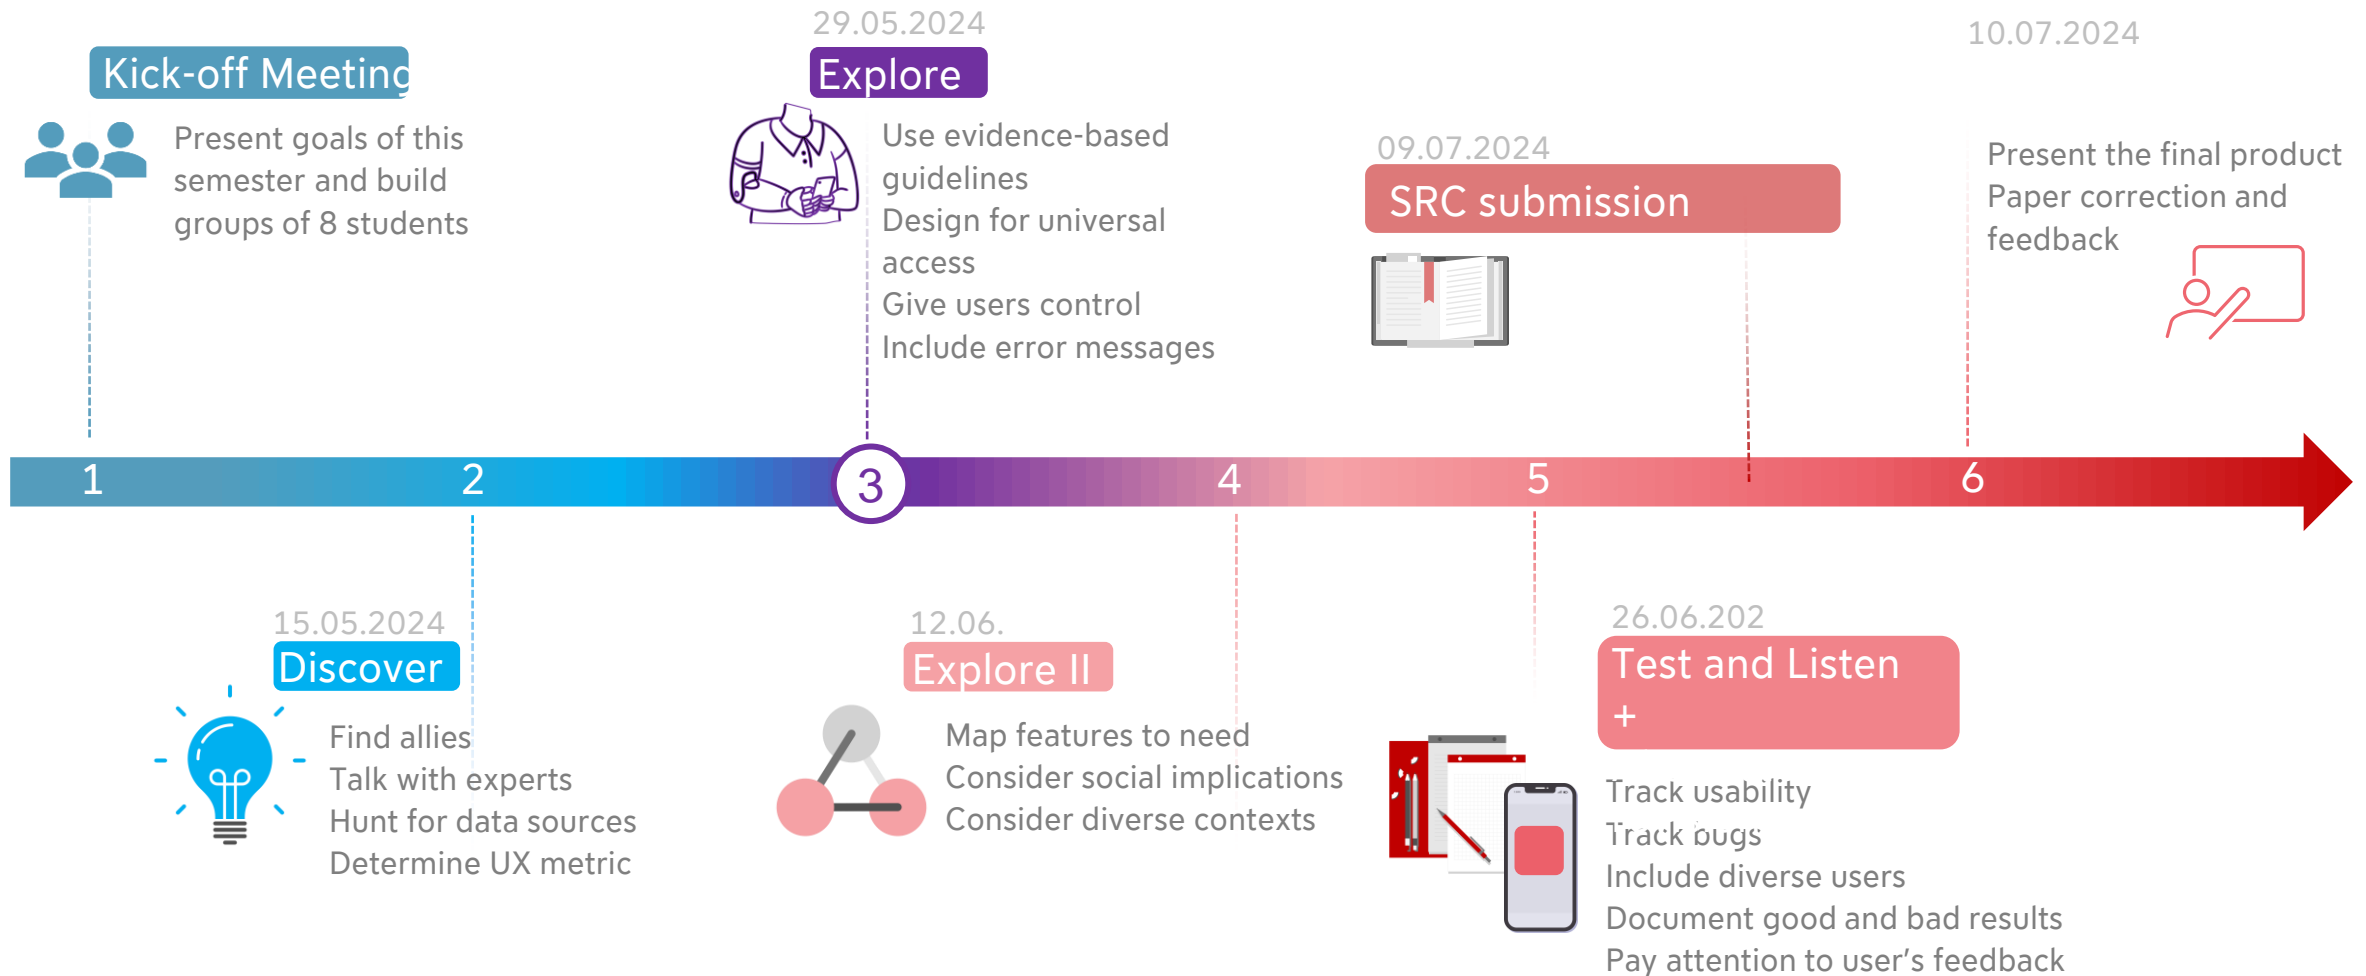 Kick-off Meeting
Present goals of this
semester and build
groups of 8 students
29.05.2024
Explore
Use evidence-based
guidelines
Design for universal
access
Give users control
Include error messages
09.07.2024
SRC submission
10.07.2024
Present the final product
Paper correction and
feedback
1
2
3
4
5
6
15.05.2024
Discover
Find allies
Talk with experts
Hunt for data sources
Determine UX metric
12.06.
Explore II
Map features to need
Consider social implications
Consider diverse contexts
26.06.202
Test and Listen
+
Track usability
Track bugs
Include diverse users
Document good and bad results
Pay attention to user’s feedback